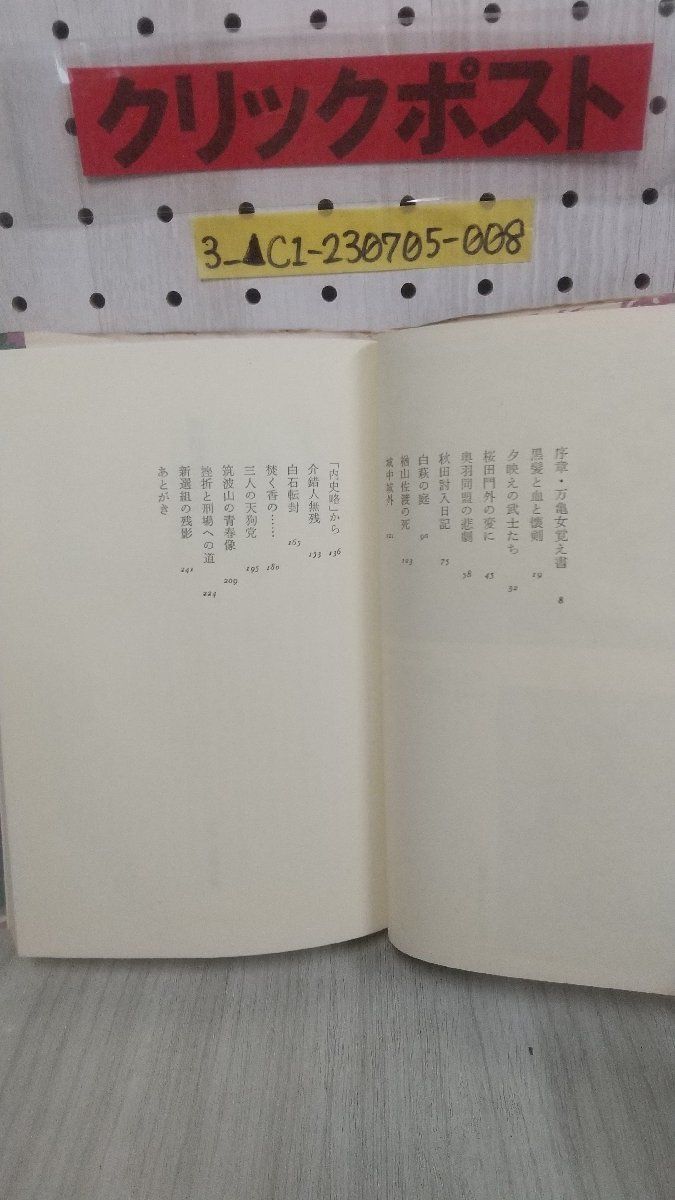 クリックポスト
3_▲C1-230705-008
序章・万亀女覚え書 8
黒髪と血と懐剣 19
夕映えの武士たち 32
桜田門外の変に 45
奥羽同盟の悲劇 58
秋田討入日記 75
白萩の庭 90
楢山佐渡の死 103
城中城外 121
「内史略」から 136
介錯人無残 153
白石転封 165
焚く香の…… 180
三人の天狗党 195
筑波山の青春像 209
挫折と刑場への道 224
新選組の残影 241
あとがき